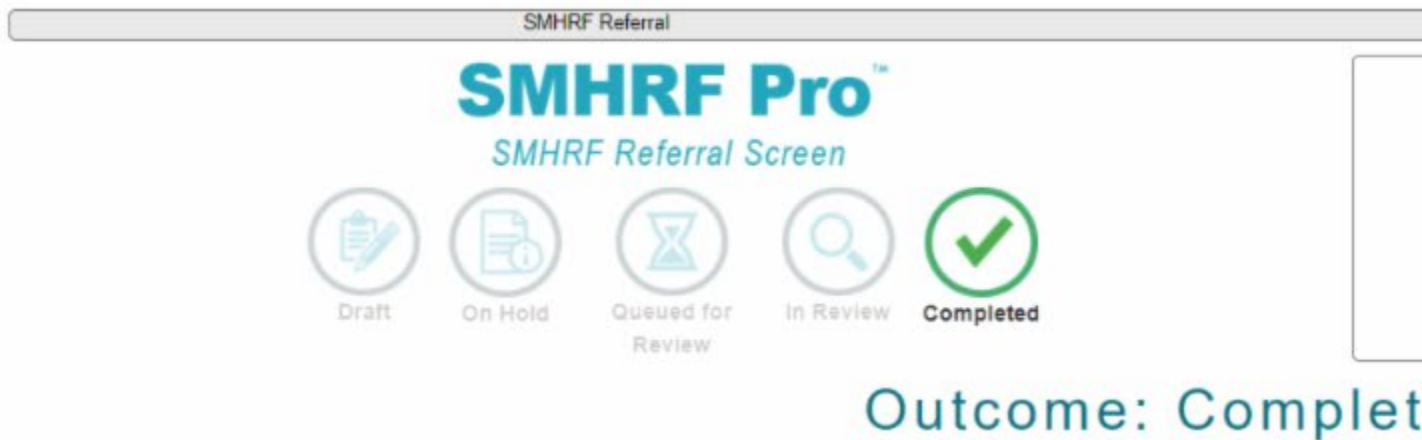 SMHRF Referral
SMHRF Pro™
SMHRF Referral Screen
Draft
On Hold
Queued for
Review
In Review
Completed
Outcome: Complet